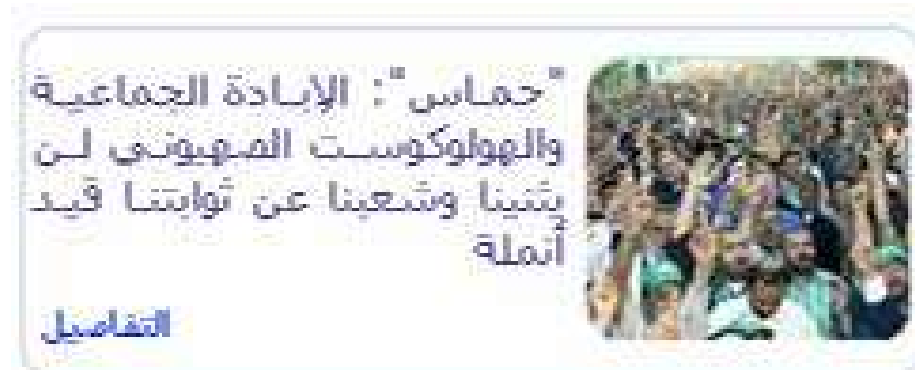 "حماس": الإبادة الجماعية
والهولوكوست الصهيوني لن
يثنينا وشعبنا عن ثوابتنا قيد
أنملة
التفاصيل